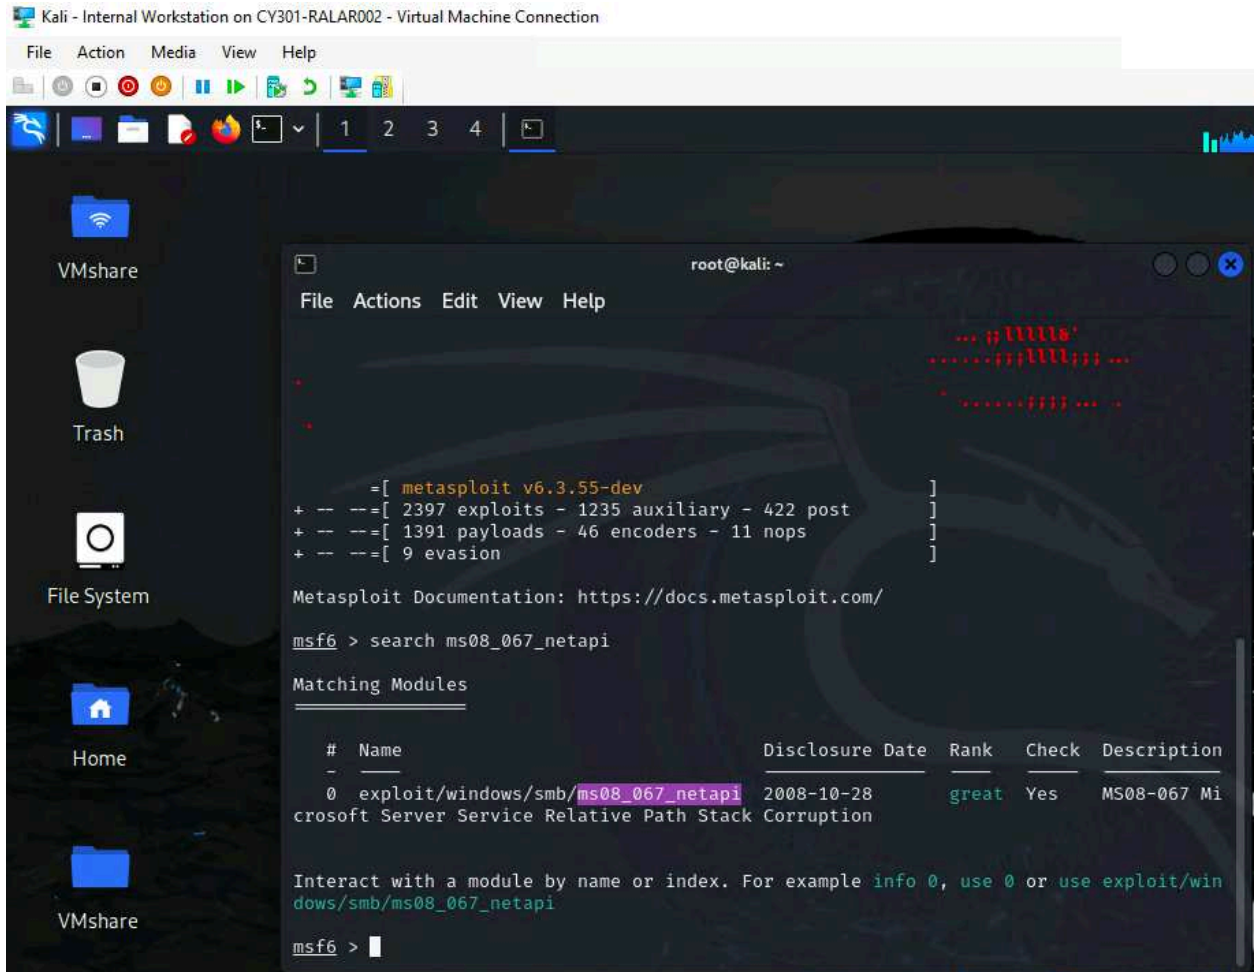 Kali - Internal Workstation on CY301-RALAR002 - Virtual Machine Connection
File Action Media View Help
1 2 3 4
VMshare
Trash
File System
Home
VMshare
root@kali: ~
File Actions Edit View Help
... ;;llllll&'
......;;;llll;;;...
......;;;;... .
=[ metasploit v6.3.55-dev ]
+ -- --=[ 2397 exploits - 1235 auxiliary - 422 post ]
+ -- --=[ 1391 payloads - 46 encoders - 11 nops ]
+ -- --=[ 9 evasion ]
Metasploit Documentation: https://docs.metasploit.com/
msf6 > search ms08_067_netapi
Matching Modules
================
# Name Disclosure Date Rank Check Description
- ---- --------------- ---- ----- -----------
0 exploit/windows/smb/ms08_067_netapi 2008-10-28 great Yes MS08-067 Mi
crosoft Server Service Relative Path Stack Corruption
Interact with a module by name or index. For example info 0, use 0 or use exploit/win
dows/smb/ms08_067_netapi
msf6 >